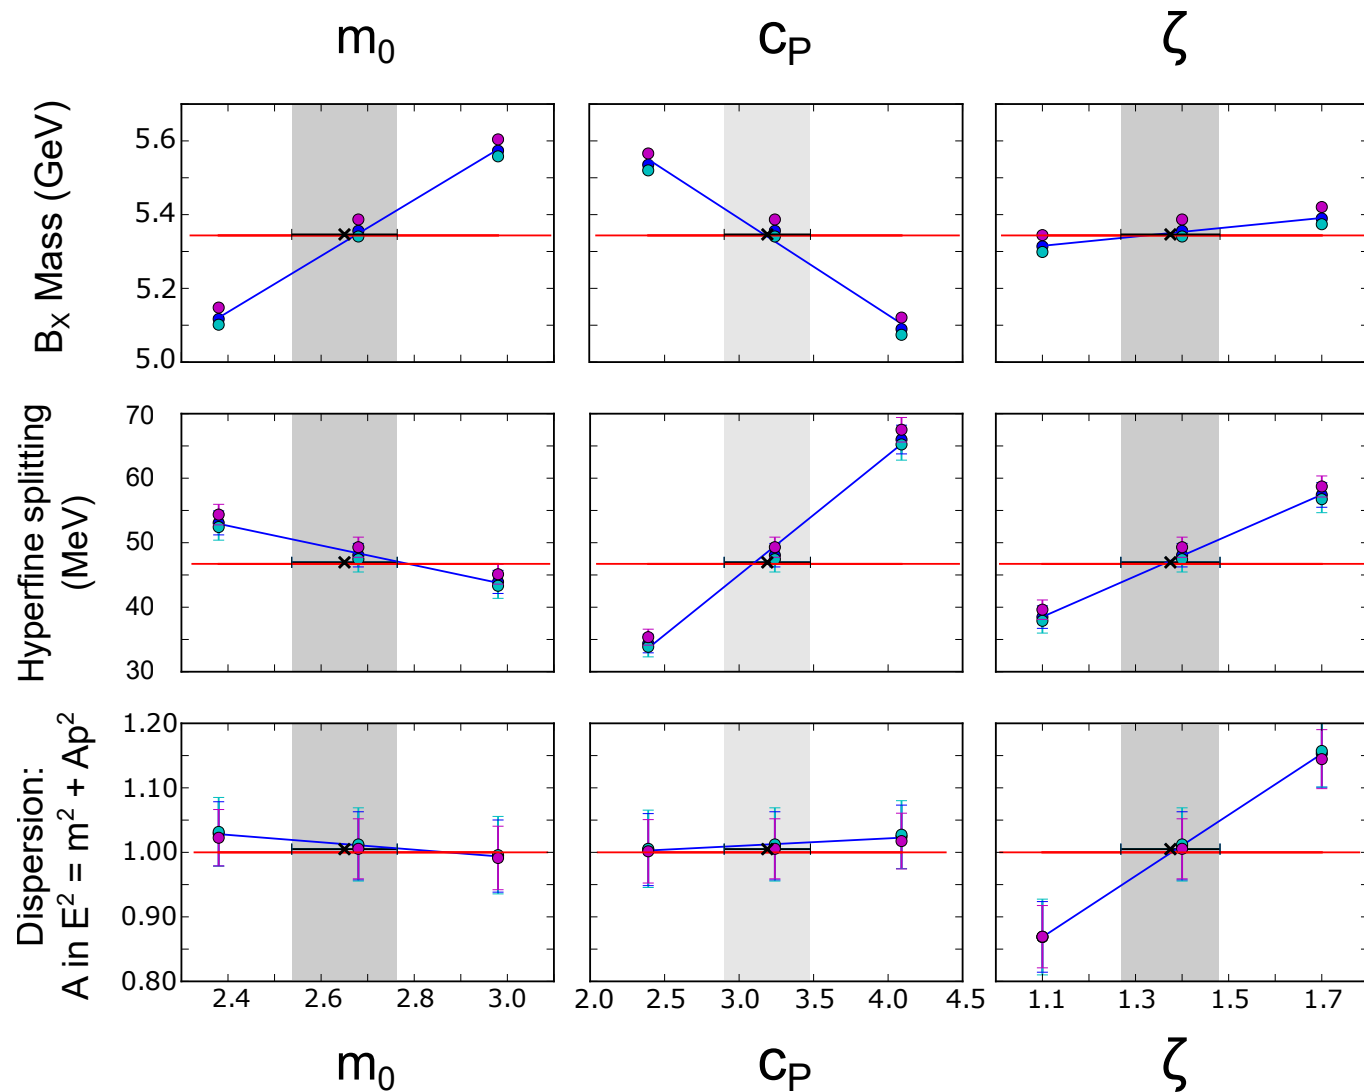 m₀ c_P ζ
B_X Mass (GeV)
5.6
5.4
5.2
5.0
Hyperfine splitting
(MeV)
70
60
50
40
30
Dispersion:
A in E² = m² + Ap²
1.20
1.10
1.00
0.90
0.80
2.4 2.6 2.8 3.0 2.0 2.5 3.0 3.5 4.0 4.5 1.1 1.3 1.5 1.7
m₀ c_P ζ